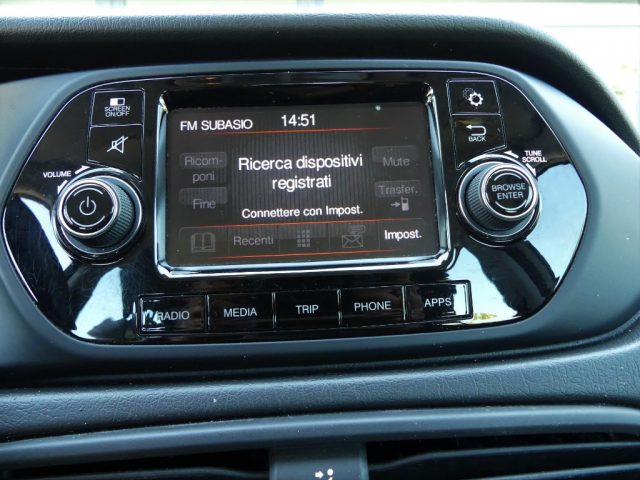 SCREEN
ON/OFF
FM SUBASIO 14:51
BACK
VOLUME
TUNE
SCROLL
Ricom-
poni
Ricerca dispositivi
registrati
Mute
Fine
Trasfer.
Connettere con Impost.
BROWSE
ENTER
Recenti
Impost.
RADIO MEDIA TRIP PHONE APPS